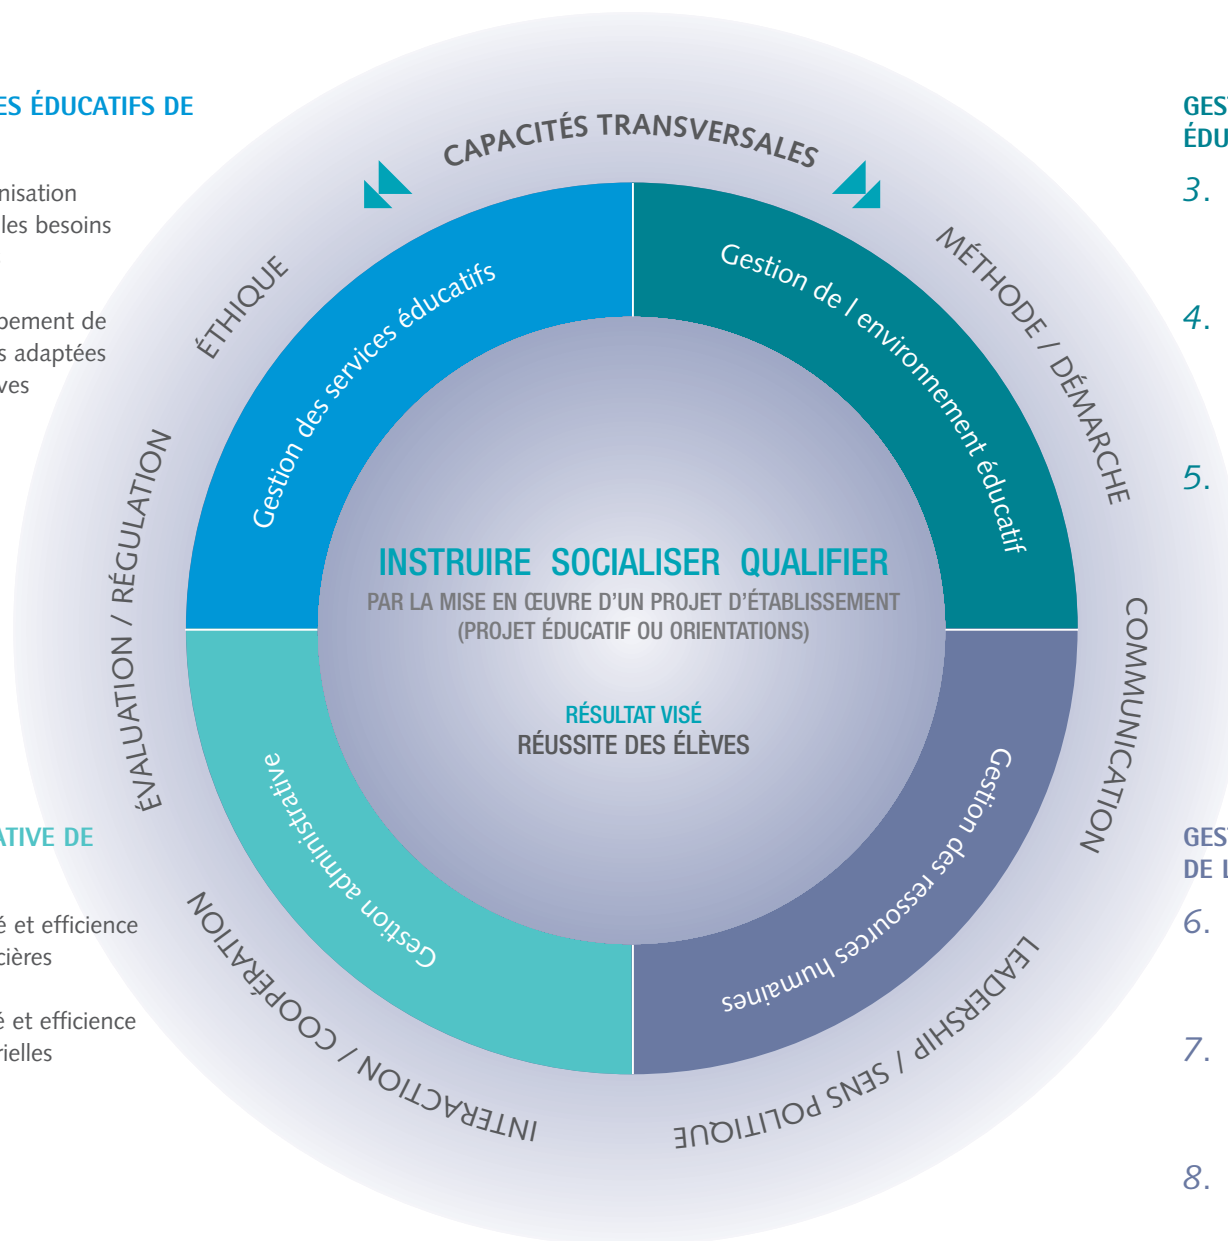 ES ÉDUCATIFS DE
nisation
les besoins
pement de
s adaptées
ves
ATIVE DE
é et efficience
cières
é et efficience
rielles
CAPACITÉS TRANSVERSALES
ÉTHIQUE
MÉTHODE / DÉMARCHE
ÉVALUATION / RÉGULATION
COMMUNICATION
INTERACTION / COOPÉRATION
LEADERSHIP / SENS POLITIQUE
Gestion des services éducatifs
Gestion de l environnement éducatif
Gestion administrative
Gestion des ressources humaines
INSTRUIRE SOCIALISER QUALIFIER
PAR LA MISE EN ŒUVRE D’UN PROJET D’ÉTABLISSEMENT
(PROJET ÉDUCATIF OU ORIENTATIONS)
RÉSULTAT VISÉ
RÉUSSITE DES ÉLÈVES
GEST
ÉDU
3.
4.
5.
GEST
DE L
6.
7.
8.